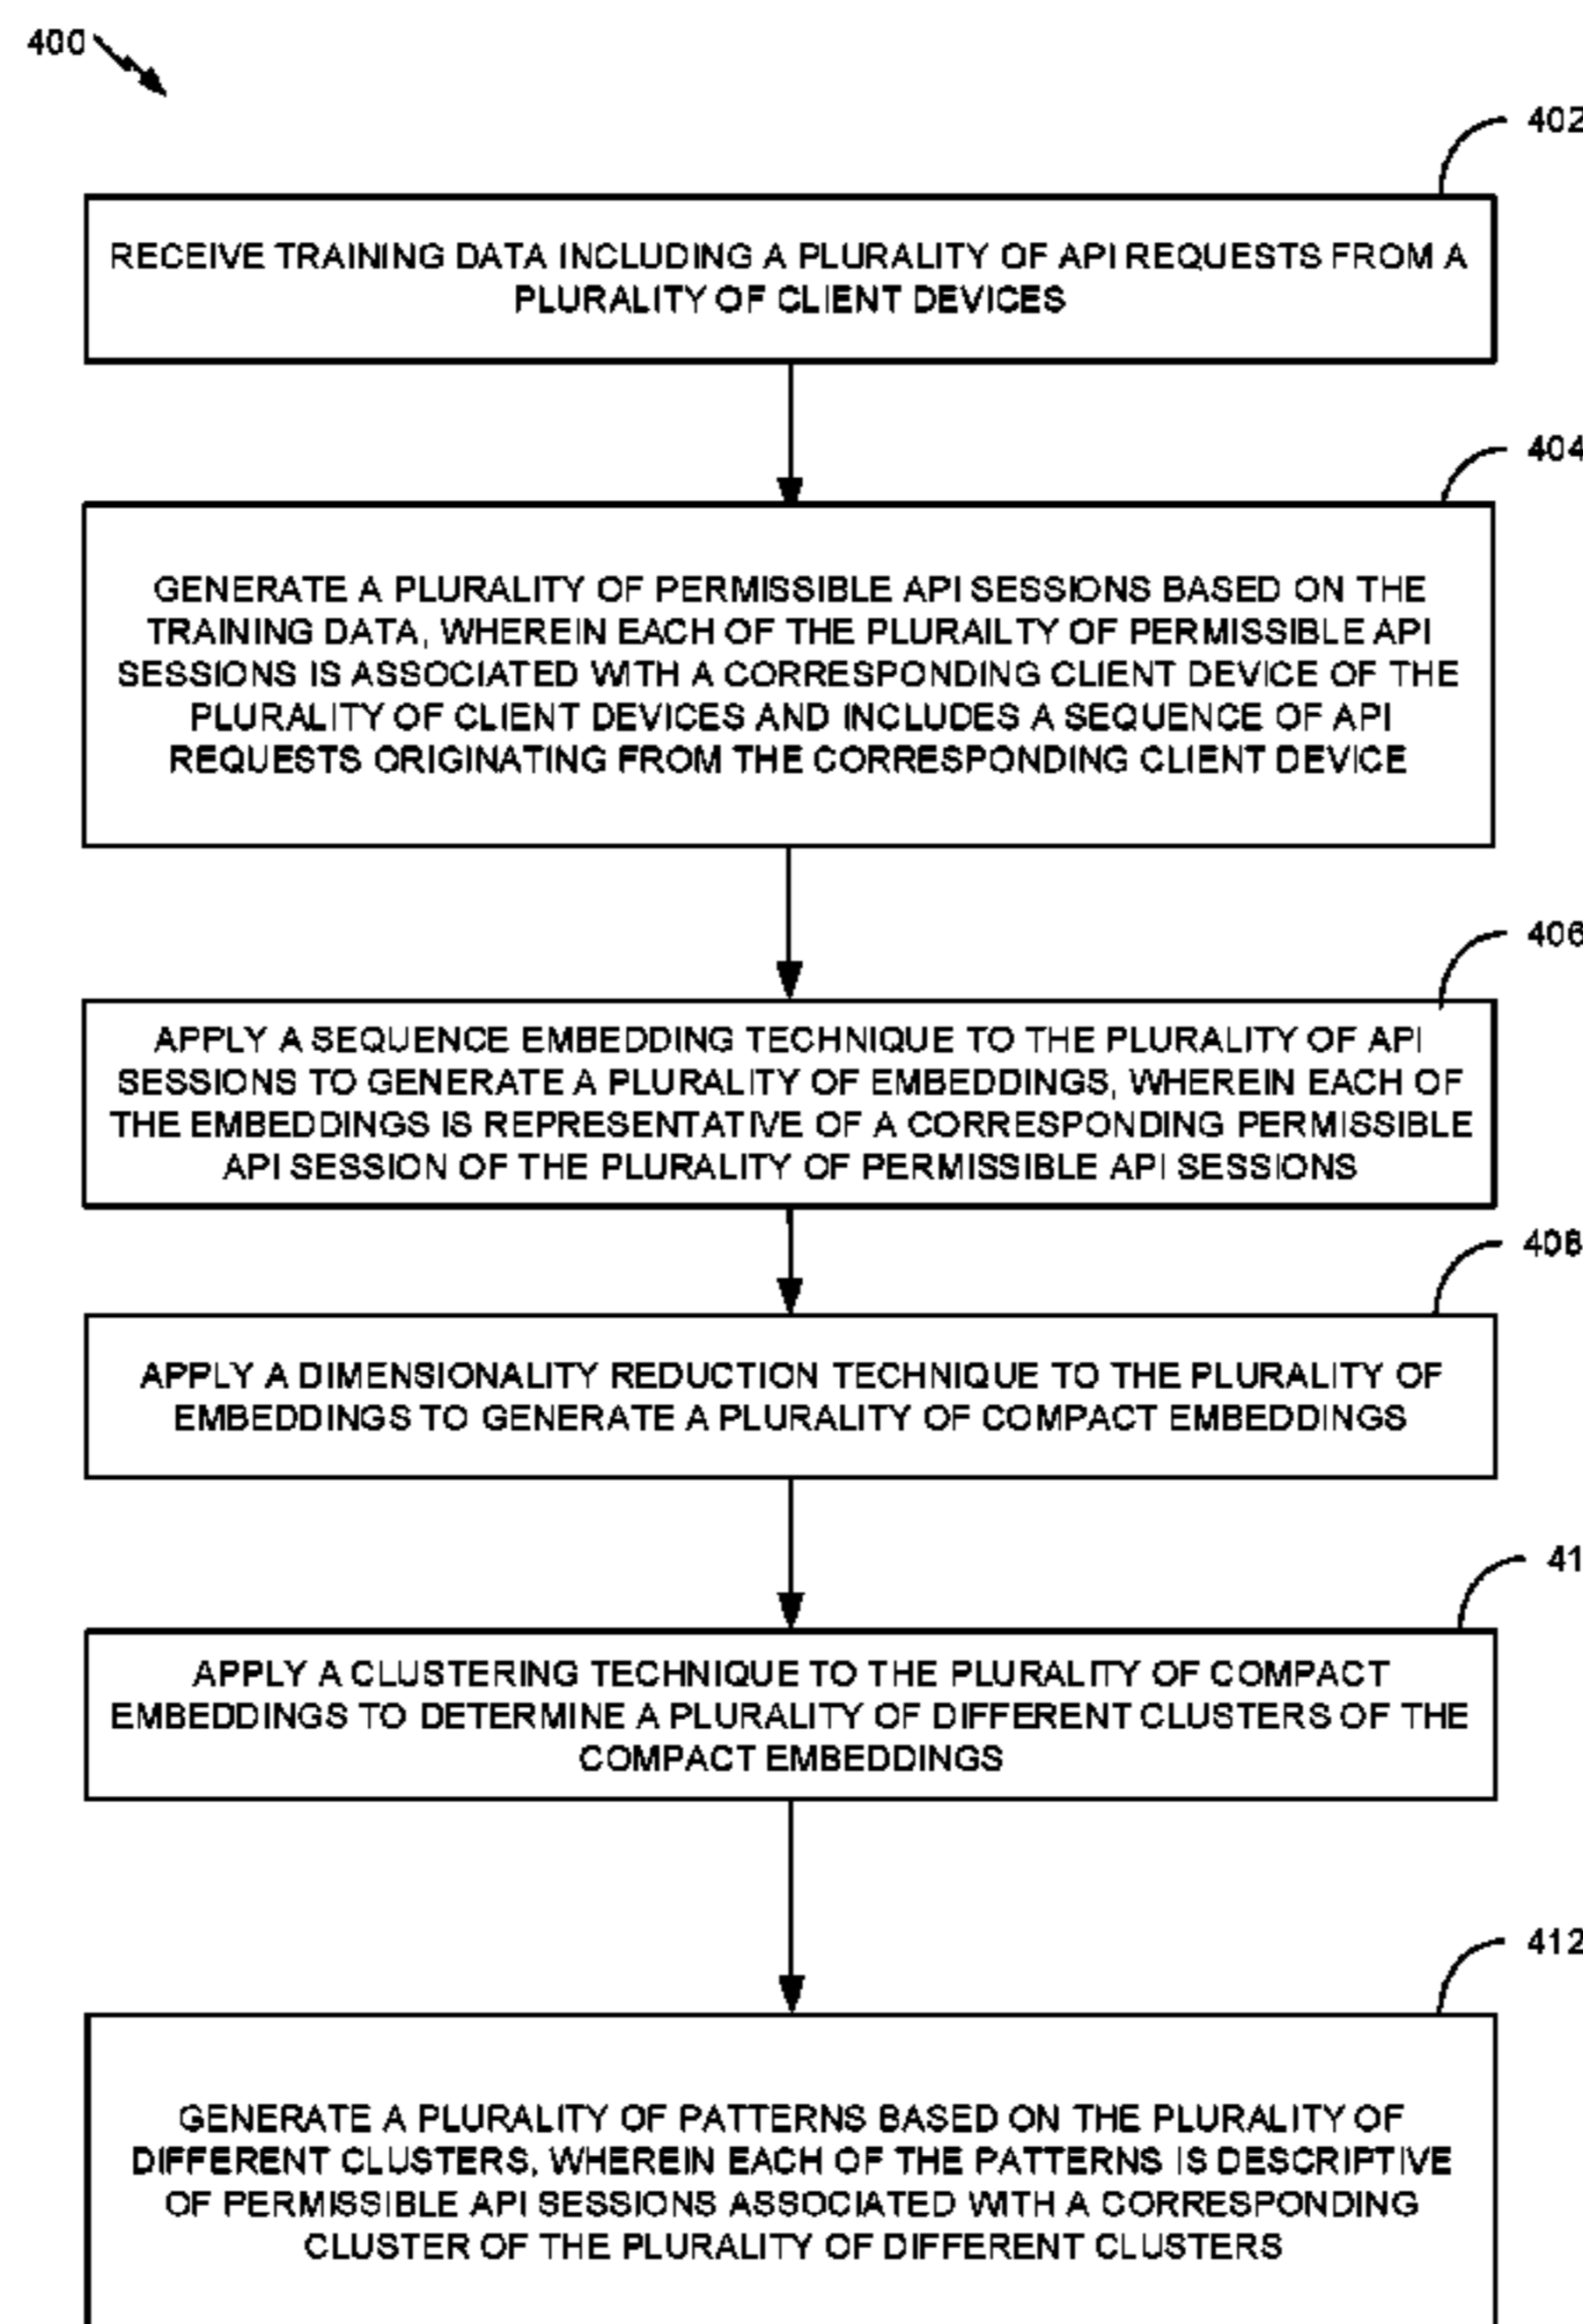 400
402
RECEIVE TRAINING DATA INCLUDING A PLURALITY OF API REQUESTS FROM A
PLURALITY OF CLIENT DEVICES
404
GENERATE A PLURALITY OF PERMISSIBLE API SESSIONS BASED ON THE
TRAINING DATA, WHEREIN EACH OF THE PLURAILTY OF PERMISSIBLE API
SESSIONS IS ASSOCIATED WITH A CORRESPONDING CLIENT DEVICE OF THE
PLURALITY OF CLIENT DEVICES AND INCLUDES A SEQUENCE OF API
REQUESTS ORIGINATING FROM THE CORRESPONDING CLIENT DEVICE
406
APPLY A SEQUENCE EMBEDDING TECHNIQUE TO THE PLURALITY OF API
SESSIONS TO GENERATE A PLURALITY OF EMBEDDINGS, WHEREIN EACH OF
THE EMBEDDINGS IS REPRESENTATIVE OF A CORRESPONDING PERMISSIBLE
API SESSION OF THE PLURALITY OF PERMISSIBLE API SESSIONS
408
APPLY A DIMENSIONALITY REDUCTION TECHNIQUE TO THE PLURALITY OF
EMBEDDINGS TO GENERATE A PLURALITY OF COMPACT EMBEDDINGS
41
APPLY A CLUSTERING TECHNIQUE TO THE PLURALITY OF COMPACT
EMBEDDINGS TO DETERMINE A PLURALITY OF DIFFERENT CLUSTERS OF THE
COMPACT EMBEDDINGS
412
GENERATE A PLURALITY OF PATTERNS BASED ON THE PLURALITY OF
DIFFERENT CLUSTERS, WHEREIN EACH OF THE PATTERNS IS DESCRIPTIVE
OF PERMISSIBLE API SESSIONS ASSOCIATED WITH A CORRESPONDING
CLUSTER OF THE PLURALITY OF DIFFERENT CLUSTERS